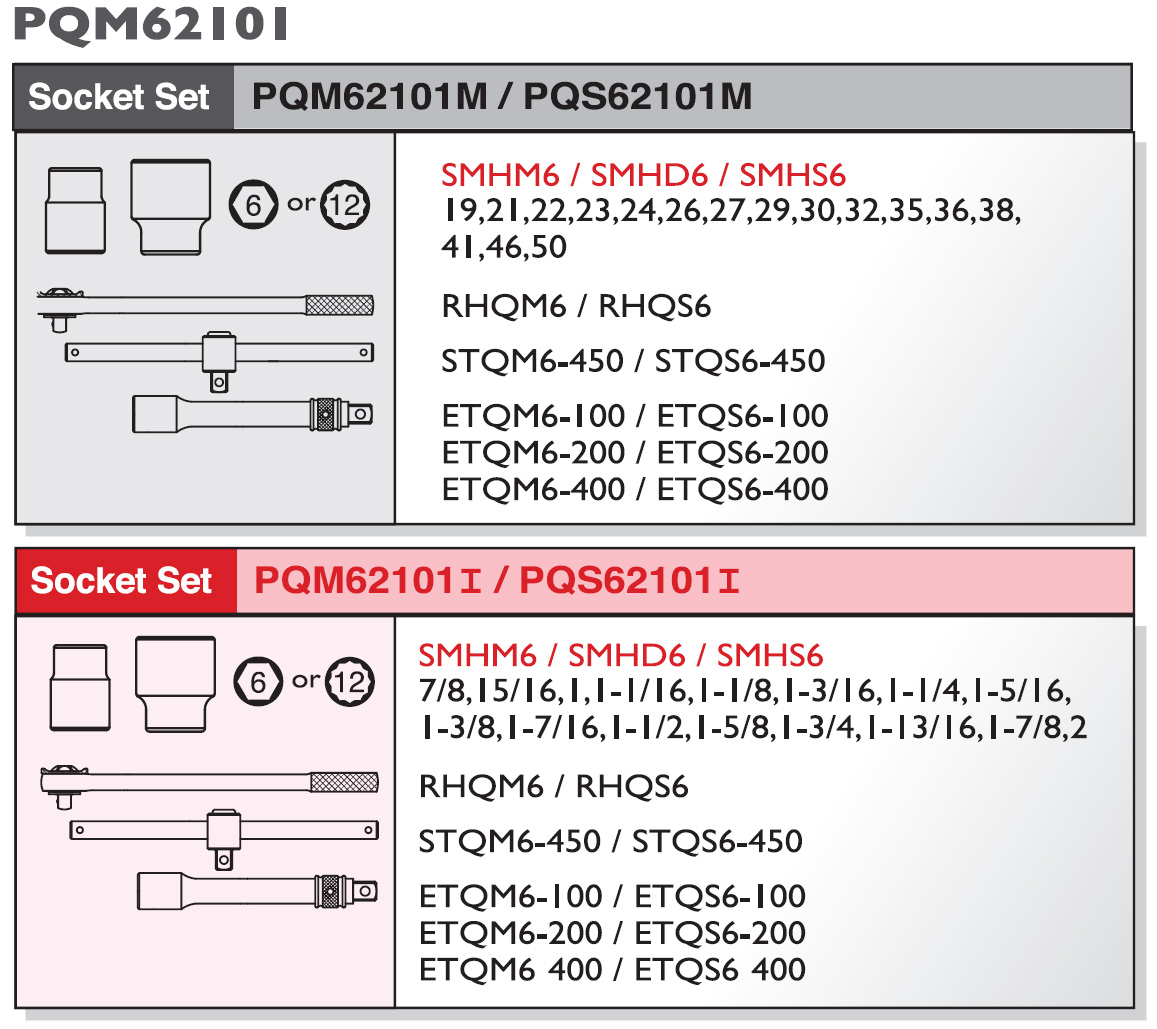 PQM62101
Socket Set PQM62101M / PQS62101M
6 or 12
SMHM6 / SMHD6 / SMHS6
19,21,22,23,24,26,27,29,30,32,35,36,38,
41,46,50
RHQM6 / RHQS6
STQM6-450 / STQS6-450
ETQM6-100 / ETQS6-100
ETQM6-200 / ETQS6-200
ETQM6-400 / ETQS6-400
Socket Set PQM62101I / PQS62101I
6 or 12
SMHM6 / SMHD6 / SMHS6
7/8,15/16,1,1-1/16,1-1/8,1-3/16,1-1/4,1-5/16,
1-3/8,1-7/16,1-1/2,1-5/8,1-3/4,1-13/16,1-7/8,2
RHQM6 / RHQS6
STQM6-450 / STQS6-450
ETQM6-100 / ETQS6-100
ETQM6-200 / ETQS6-200
ETQM6 400 / ETQS6 400